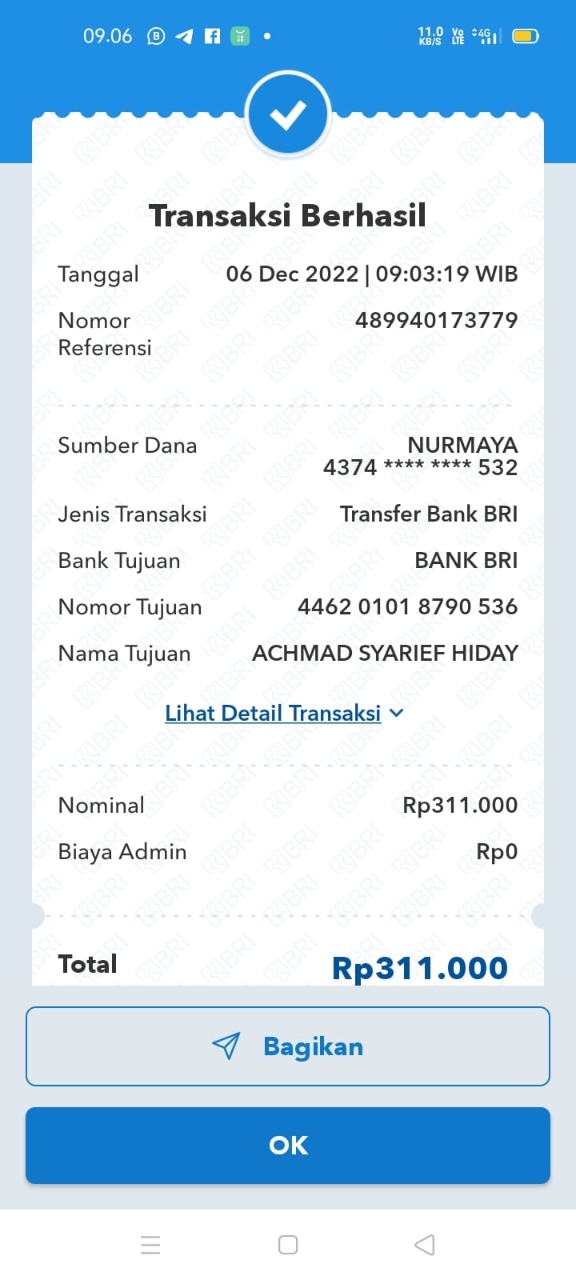 09.06
11.0 KB/S Vo LTE 4G
Transaksi Berhasil
Tanggal 06 Dec 2022 | 09:03:19 WIB
Nomor Referensi 489940173779
Sumber Dana NURMAYA
4374 **** **** 532
Jenis Transaksi Transfer Bank BRI
Bank Tujuan BANK BRI
Nomor Tujuan 4462 0101 8790 536
Nama Tujuan ACHMAD SYARIEF HIDAY
Lihat Detail Transaksi
Nominal Rp311.000
Biaya Admin Rp0
Total Rp311.000
Bagikan
OK